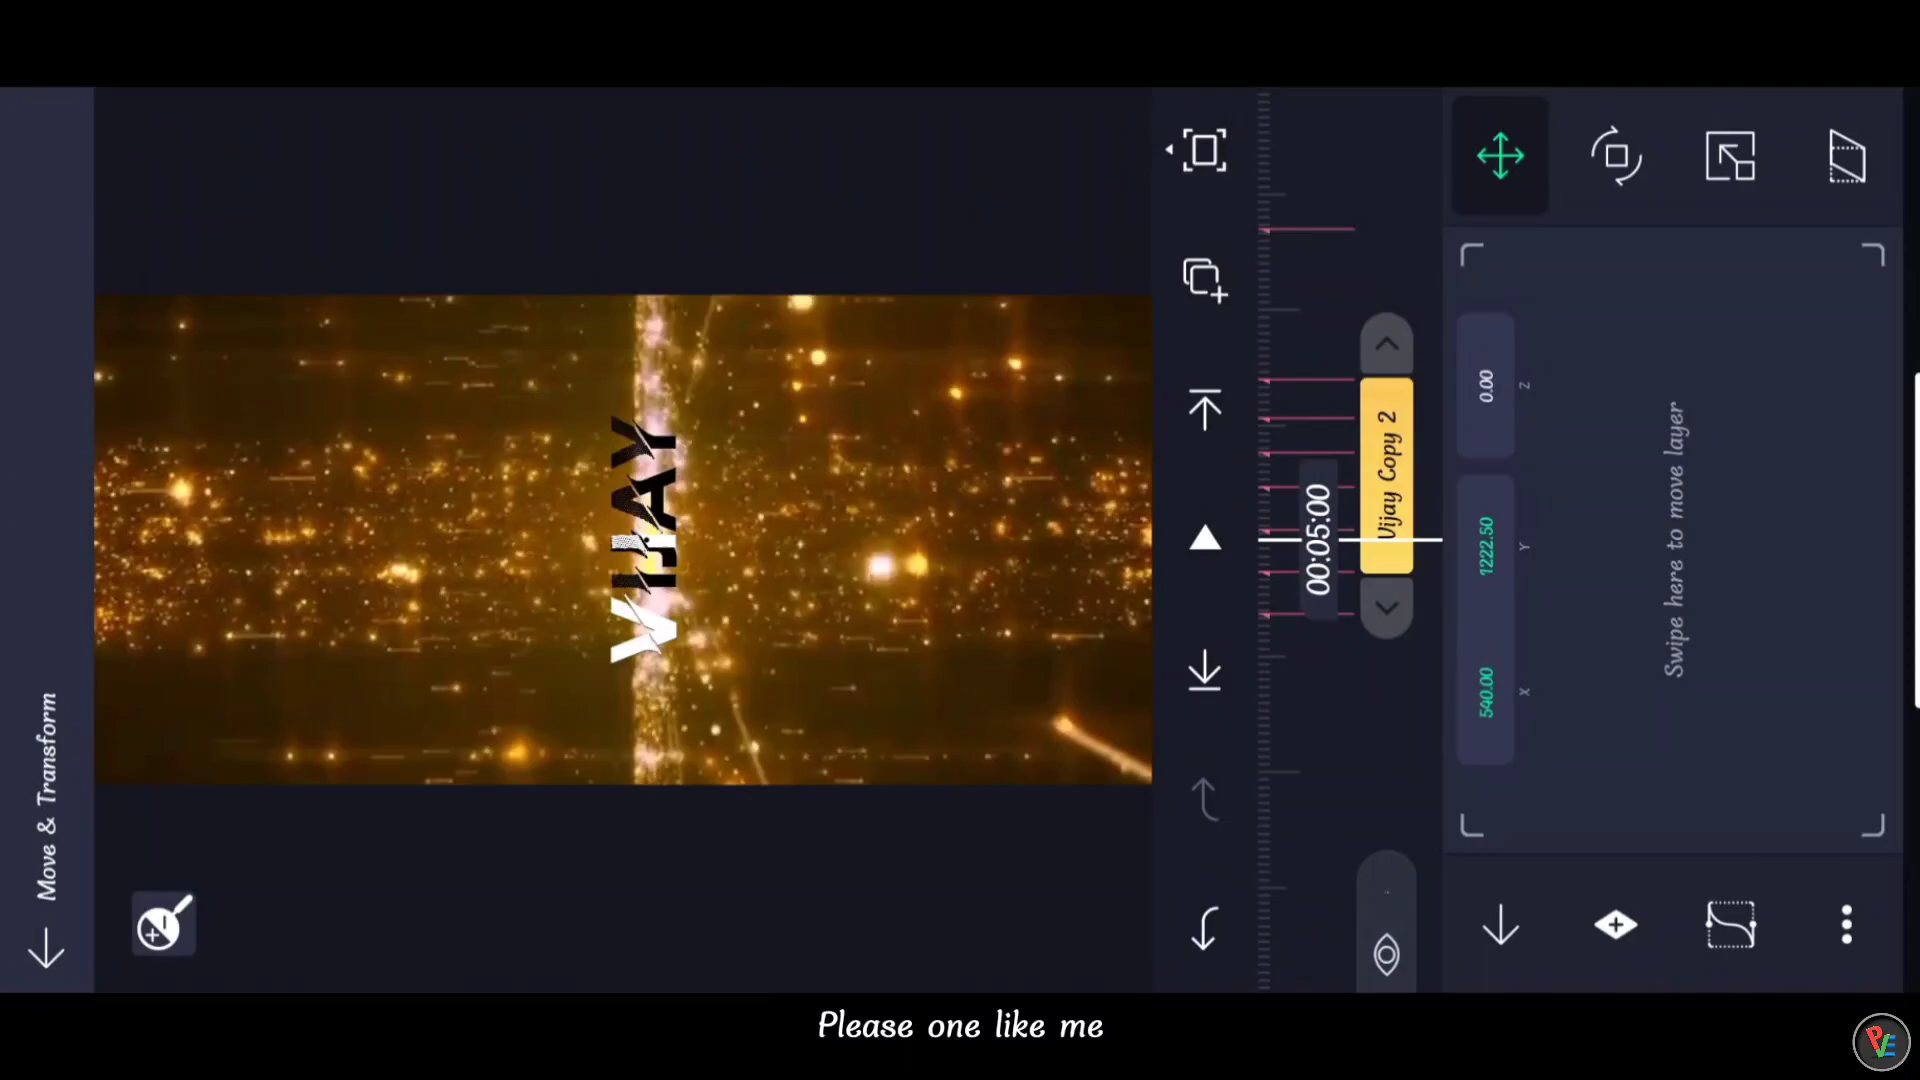 Move & Transform
VIJAY
00:05:00
Vijay Copy 2
540.00
1222.50
0.00
X
Y
Z
Swipe here to move layer
Please one like me
PE